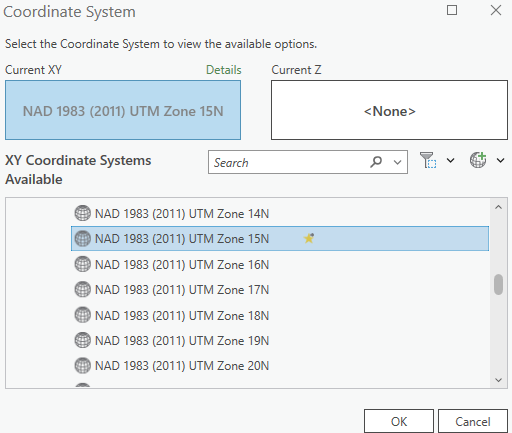 Coordinate System
Select the Coordinate System to view the available options.
Current XY
Details
Current Z
NAD 1983 (2011) UTM Zone 15N
<None>
XY Coordinate Systems
Available
Search
NAD 1983 (2011) UTM Zone 14N
NAD 1983 (2011) UTM Zone 15N
NAD 1983 (2011) UTM Zone 16N
NAD 1983 (2011) UTM Zone 17N
NAD 1983 (2011) UTM Zone 18N
NAD 1983 (2011) UTM Zone 19N
NAD 1983 (2011) UTM Zone 20N
OK
Cancel